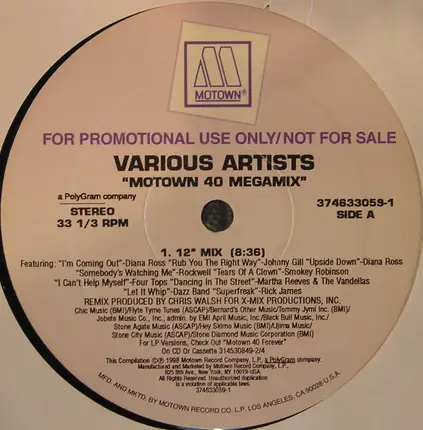 MOTOWN®
FOR PROMOTIONAL USE ONLY/NOT FOR SALE
VARIOUS ARTISTS
"MOTOWN 40 MEGAMIX"
a PolyGram company
STEREO
33 1/3 RPM
374633059-1
SIDE A
1. 12" MIX (8:36)
Featuring: "I'm Coming Out"-Diana Ross "Rub You The Right Way"-Johnny Gill "Upside Down"-Diana Ross
"Somebody's Watching Me"-Rockwell "Tears Of A Clown"-Smokey Robinson
"I Can't Help Myself"-Four Tops "Dancing In The Street"-Martha Reeves & The Vandellas
"Let It Whip"-Dazz Band "Superfreak"-Rick James
REMIX PRODUCED BY CHRIS WALSH FOR X-MIX PRODUCTIONS, INC.
Chic Music (BMI)/Flyte Tyme Tunes (ASCAP)/Bernard's Other Music/Tommy Jymi Inc. (BMI)/
Jobete Music Co., Inc., admin. by EMI April Music, Inc./Black Bull Music, Inc./
Stone Agate Music (ASCAP)/Hey Skimo Music (BMI)/Ujima Music/
Stone City Music (ASCAP)/Stone Diamond Music Corporation (BMI)
For LP Versions, Check Out "Motown 40 Forever"
On CD Or Cassette 314530849-2/4
This Compilation ©℗ 1998 Motown Record Company, L.P., a PolyGram company
Manufactured and Marketed by Motown Record Company, L.P.,
825 8th Ave., New York, NY 10019 USA.
All Rights Reserved. Unauthorized duplication
is a violation of applicable laws.
374633059-1
MFD. AND MKTD. BY MOTOWN RECORD CO. L.P. LOS ANGELES, CA 90028 U.S.A.